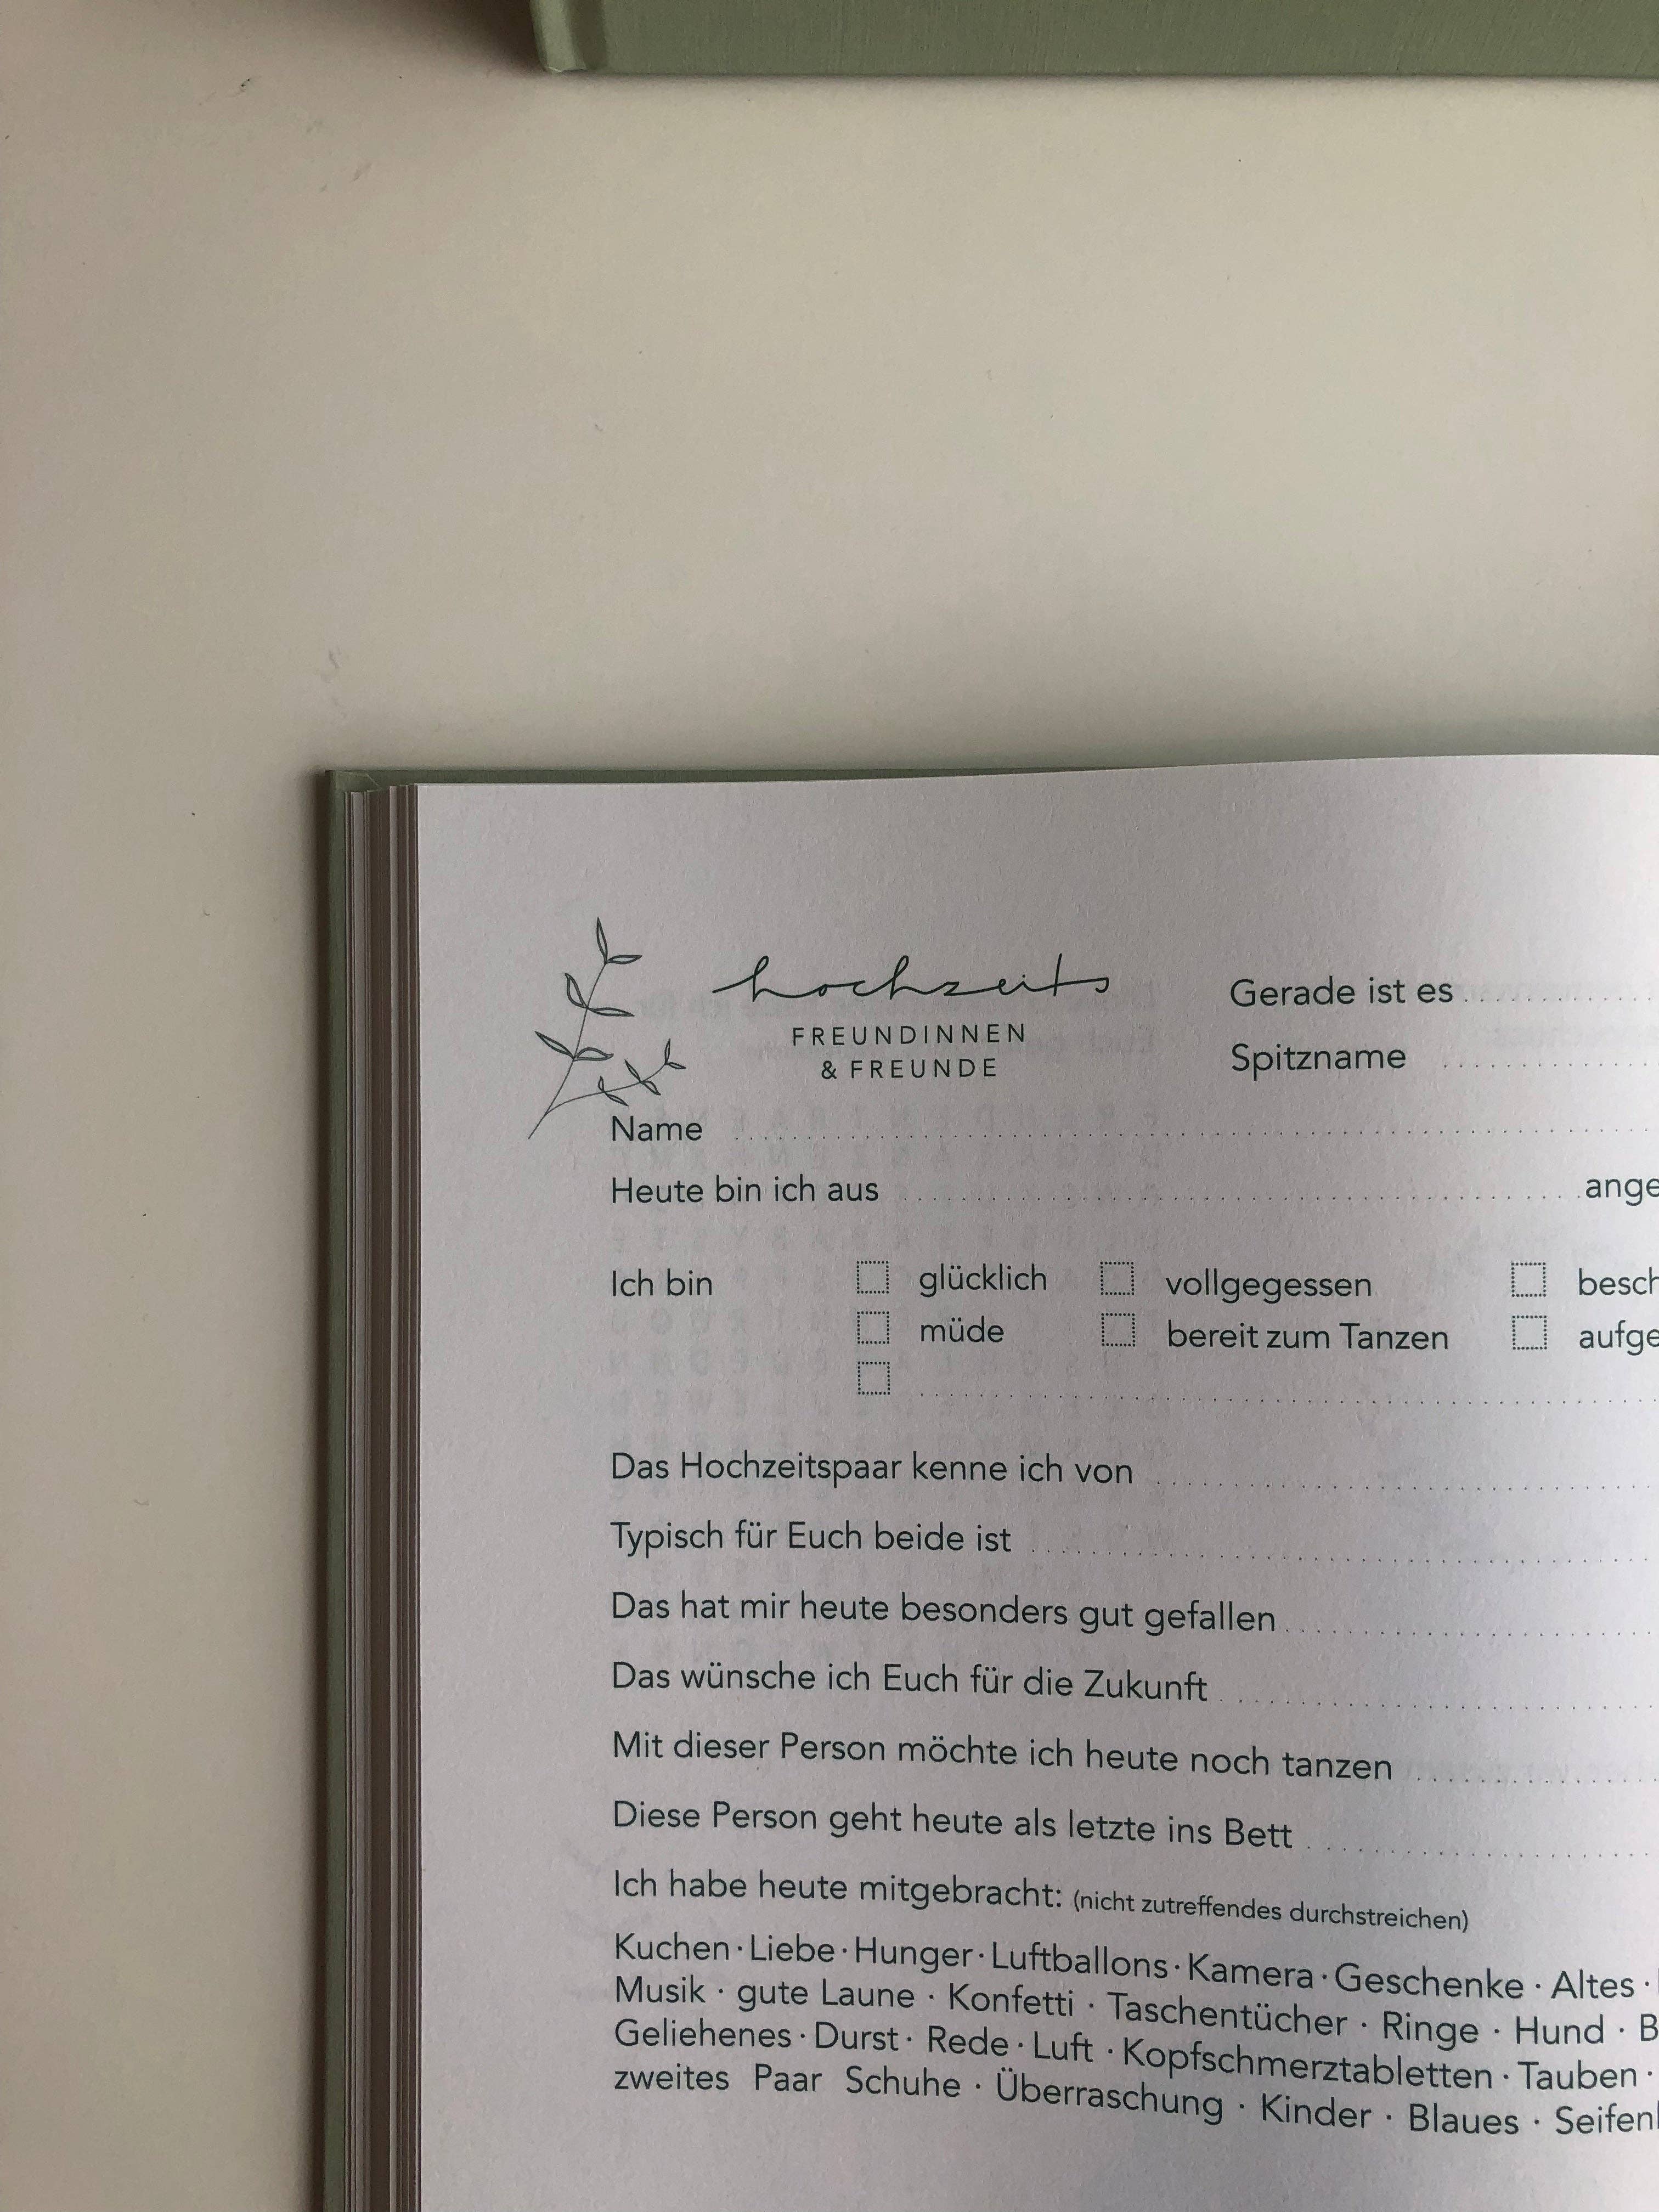 hochzeits
FREUNDINNEN
& FREUNDE
Gerade ist es
Spitzname
Name
Heute bin ich aus ange
Ich bin glücklich vollgegessen besch
müde bereit zum Tanzen aufge
Das Hochzeitspaar kenne ich von
Typisch für Euch beide ist
Das hat mir heute besonders gut gefallen
Das wünsche ich Euch für die Zukunft
Mit dieser Person möchte ich heute noch tanzen
Diese Person geht heute als letzte ins Bett
Ich habe heute mitgebracht: (nicht zutreffendes durchstreichen)
Kuchen · Liebe · Hunger · Luftballons · Kamera · Geschenke · Altes ·
Musik · gute Laune · Konfetti · Taschentücher · Ringe · Hund · B
Geliehenes · Durst · Rede · Luft · Kopfschmerztabletten · Tauben ·
zweites Paar Schuhe · Überraschung · Kinder · Blaues · Seifen